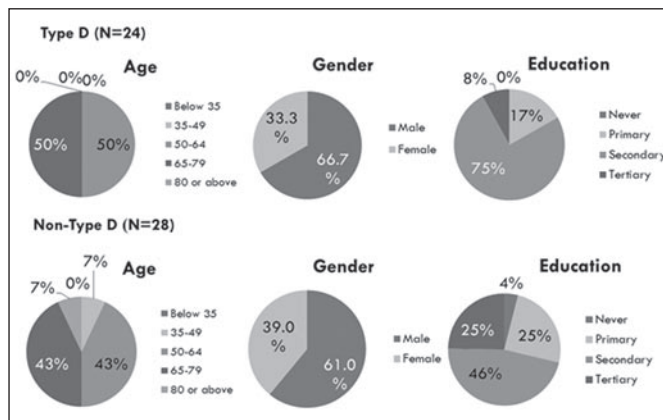 Type D (N=24)
Age
0%
0%
0%
50%
50%
Below 35
35-49
50-64
65-79
80 or above
Gender
33.3
%
66.7
%
Male
Female
Education
8%
0%
17%
75%
Never
Primary
Secondary
Tertiary
Non-Type D (N=28)
Age
7%
0%
7%
43%
43%
Below 35
35-49
50-64
65-79
80 or above
Gender
39.0
%
61.0
%
Male
Female
Education
4%
25%
25%
46%
Never
Primary
Secondary
Tertiary